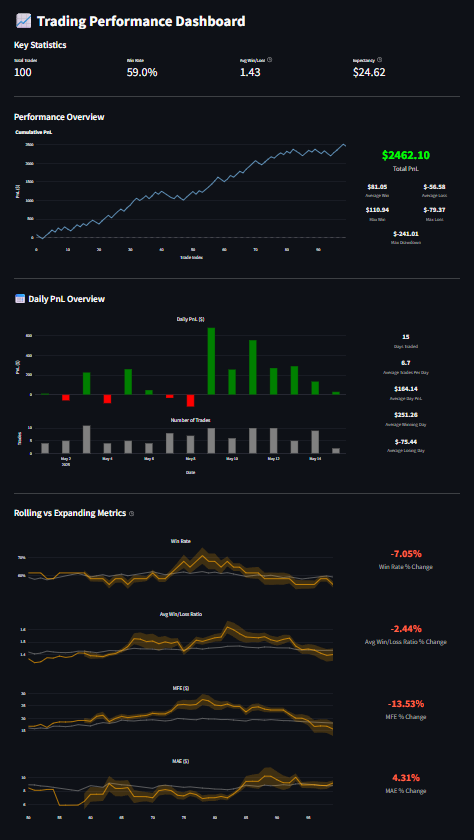 Trading Performance Dashboard
Key Statistics
Total Trades Win Rate Avg Win/Loss Expectancy
100 59.0% 1.43 $24.62
Performance Overview
Cumulative PnL
PnL ($)
2500
2000
1500
1000
500
0
0 10 20 30 40 50 60 70 80 90
Trade Index
$2462.10
Total PnL
$81.05 $-56.58
Average Win Average Loss
$110.94 $-79.37
Max Win Max Loss
$-241.01
Max Drawdown
Daily PnL Overview
Daily PnL ($)
PnL ($)
600
400
200
0
Number of Trades
Trades
10
5
0
May 2 May 4 May 6 May 8 May 10 May 12 May 14
2025
Date
15
Days Traded
6.7
Average Trades Per Day
$164.14
Average Day PnL
$251.26
Average Winning Day
$-75.44
Average Losing Day
Rolling vs Expanding Metrics
Win Rate
70%
60%
-7.05%
Win Rate % Change
Avg Win/Loss Ratio
1.8
1.6
1.4
-2.44%
Avg Win/Loss Ratio % Change
MFE ($)
-13.53%
MFE % Change
MAE ($)
4.31%
MAE % Change
50 55 60 65 70 75 80 85 90 95